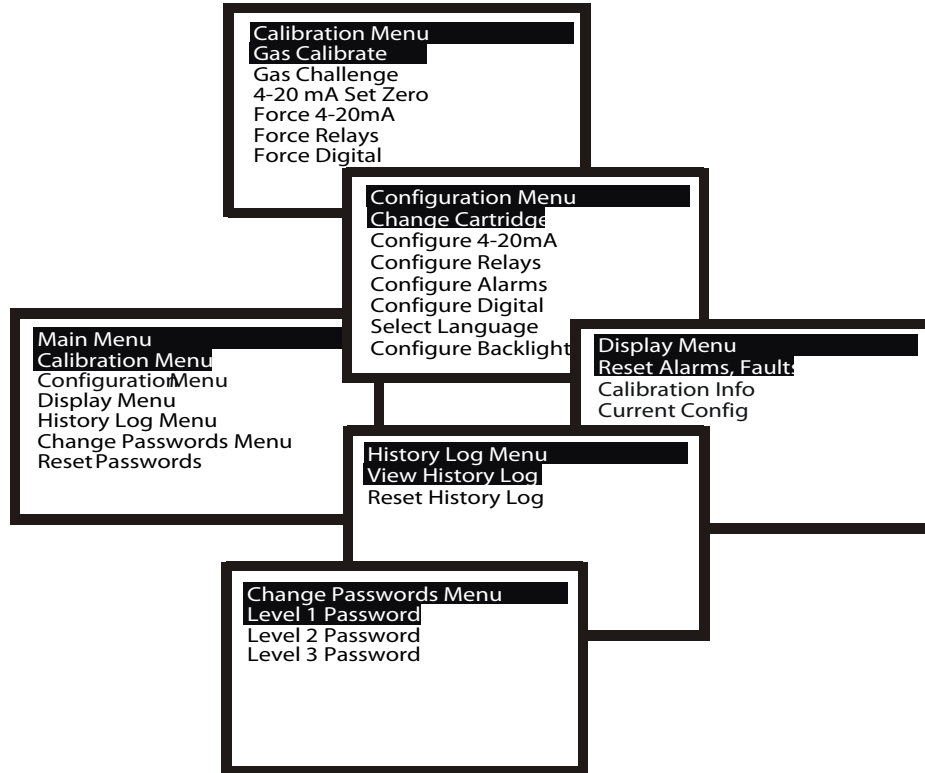 Calibration Menu
Gas Calibrate
Gas Challenge
4-20 mA Set Zero
Force 4-20mA
Force Relays
Force Digital
Configuration Menu
Change Cartridge
Configure 4-20mA
Configure Relays
Configure Alarms
Configure Digital
Select Language
Configure Backlight
Main Menu
Calibration Menu
ConfigurationMenu
Display Menu
History Log Menu
Change Passwords Menu
Reset Passwords
Display Menu
Reset Alarms, Faults
Calibration Info
Current Config
History Log Menu
View History Log
Reset History Log
Change Passwords Menu
Level 1 Password
Level 2 Password
Level 3 Password